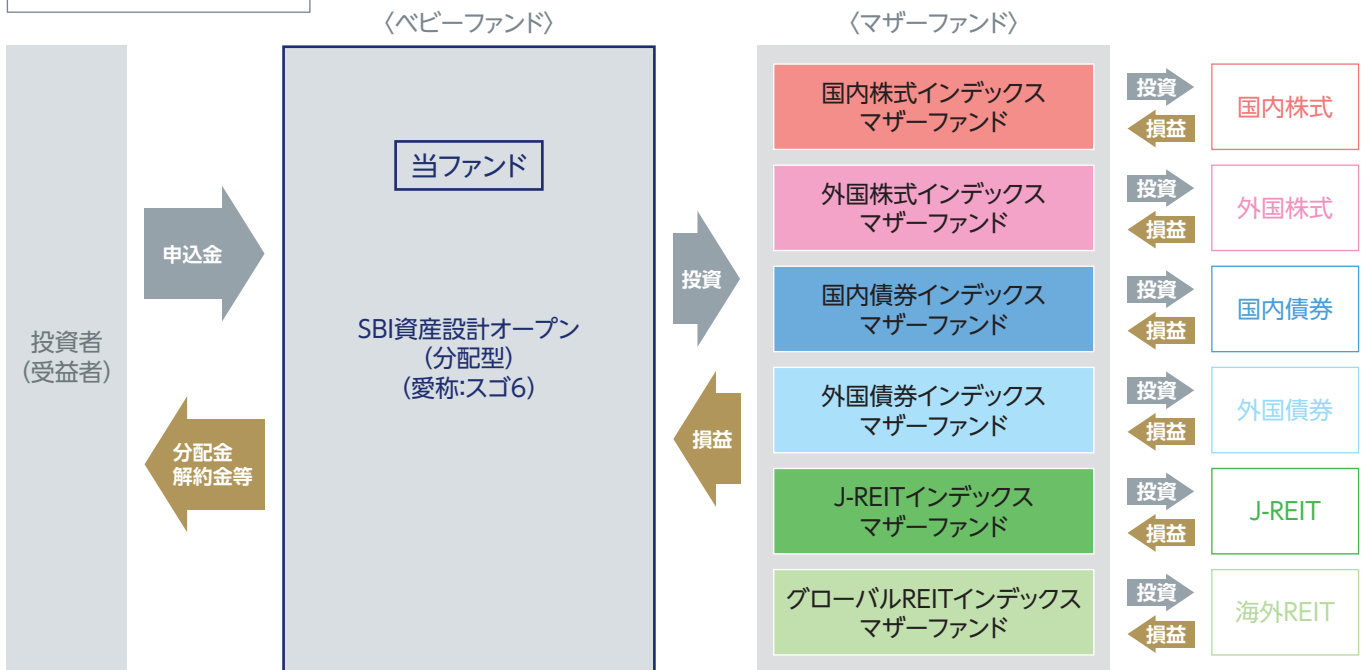 〈ベビーファンド〉
〈マザーファンド〉
投資者
(受益者)
申込金
分配金
解約金等
当ファンド
SBI資産設計オープン
(分配型)
(愛称:スゴ6)
投資
損益
国内株式インデックス
マザーファンド
投資
損益
国内株式
外国株式インデックス
マザーファンド
投資
損益
外国株式
国内債券インデックス
マザーファンド
投資
損益
国内債券
外国債券インデックス
マザーファンド
投資
損益
外国債券
J-REITインデックス
マザーファンド
投資
損益
J-REIT
グローバルREITインデックス
マザーファンド
投資
損益
海外REIT